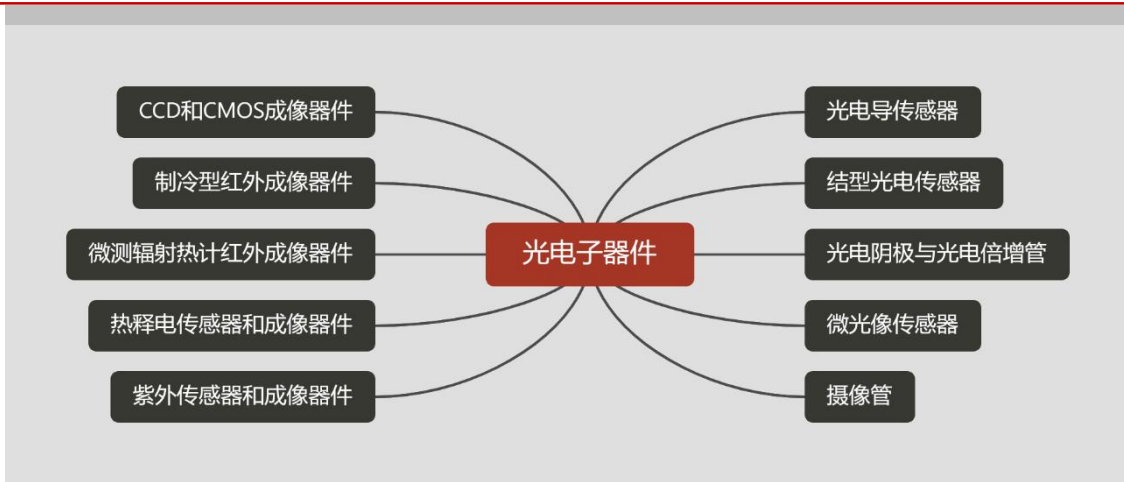 CCD和CMOS成像器件
制冷型红外成像器件
微测辐射热计红外成像器件
热释电传感器和成像器件
紫外传感器和成像器件
光电子器件
光电导传感器
结型光电传感器
光电阴极与光电倍增管
微光像传感器
摄像管